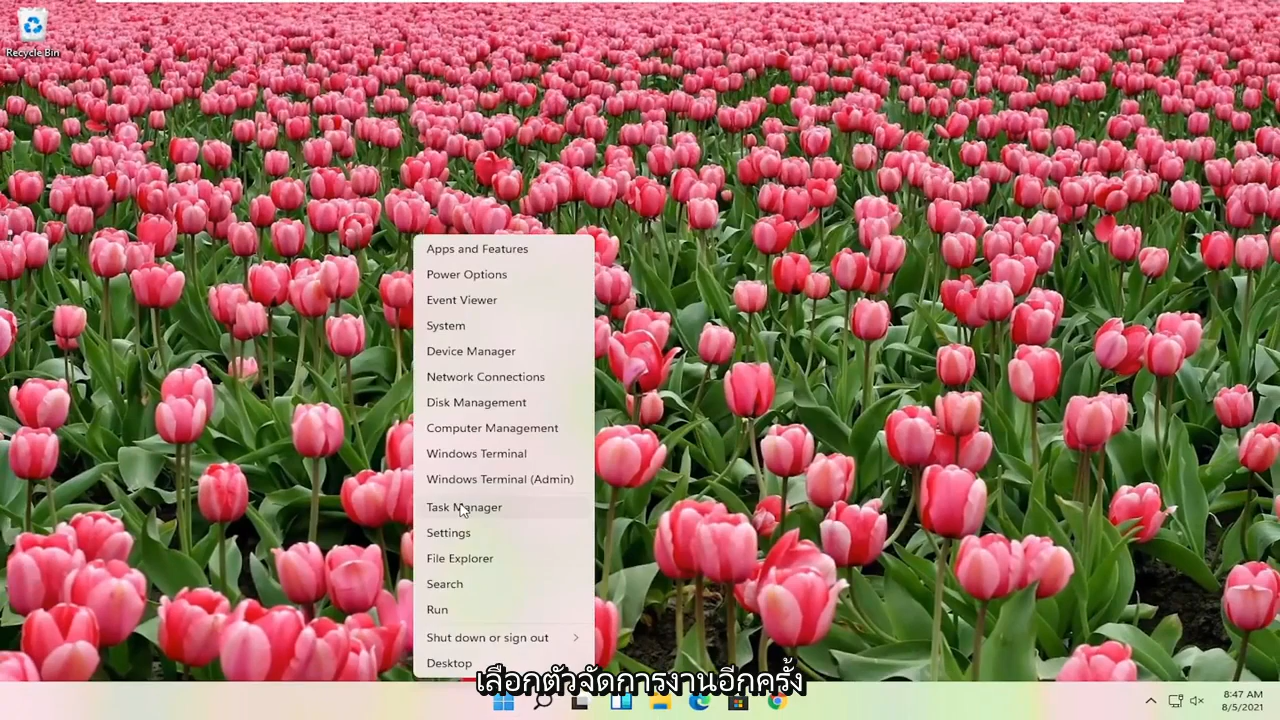 Recycle Bin
Apps and Features
Power Options
Event Viewer
System
Device Manager
Network Connections
Disk Management
Computer Management
Windows Terminal
Windows Terminal (Admin)
Task Manager
Settings
File Explorer
Search
Run
Shut down or sign out
Desktop
เลือกตัวจัดการงานอีกครั้ง
8:47 AM
8/5/2021